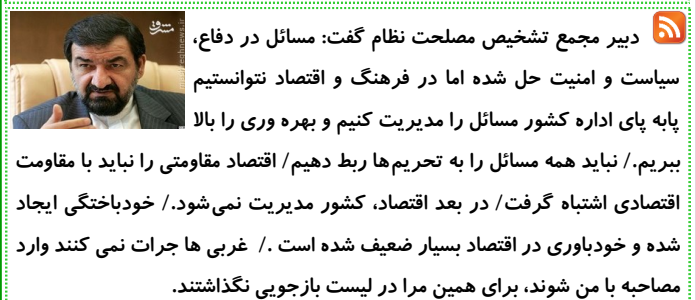 دبیر مجمع تشخیص مصلحت نظام گفت: مسائل در دفاع،
سیاست و امنیت حل شده اما در فرهنگ و اقتصاد نتوانستیم
پابه پای اداره کشور مسائل را مدیریت کنیم و بهره وری را بالا
ببریم./ نباید همه مسائل را به تحریم‌ها ربط دهیم/ اقتصاد مقاومتی را نباید با مقاومت
اقتصادی اشتباه گرفت/ در بعد اقتصاد، کشور مدیریت نمی‌شود./ خودباختگی ایجاد
شده و خودباوری در اقتصاد بسیار ضعیف شده است ./ غربی ها جرات نمی کنند وارد
مصاحبه با من شوند، برای همین مرا در لیست بازجویی نگذاشتند.
مشرق